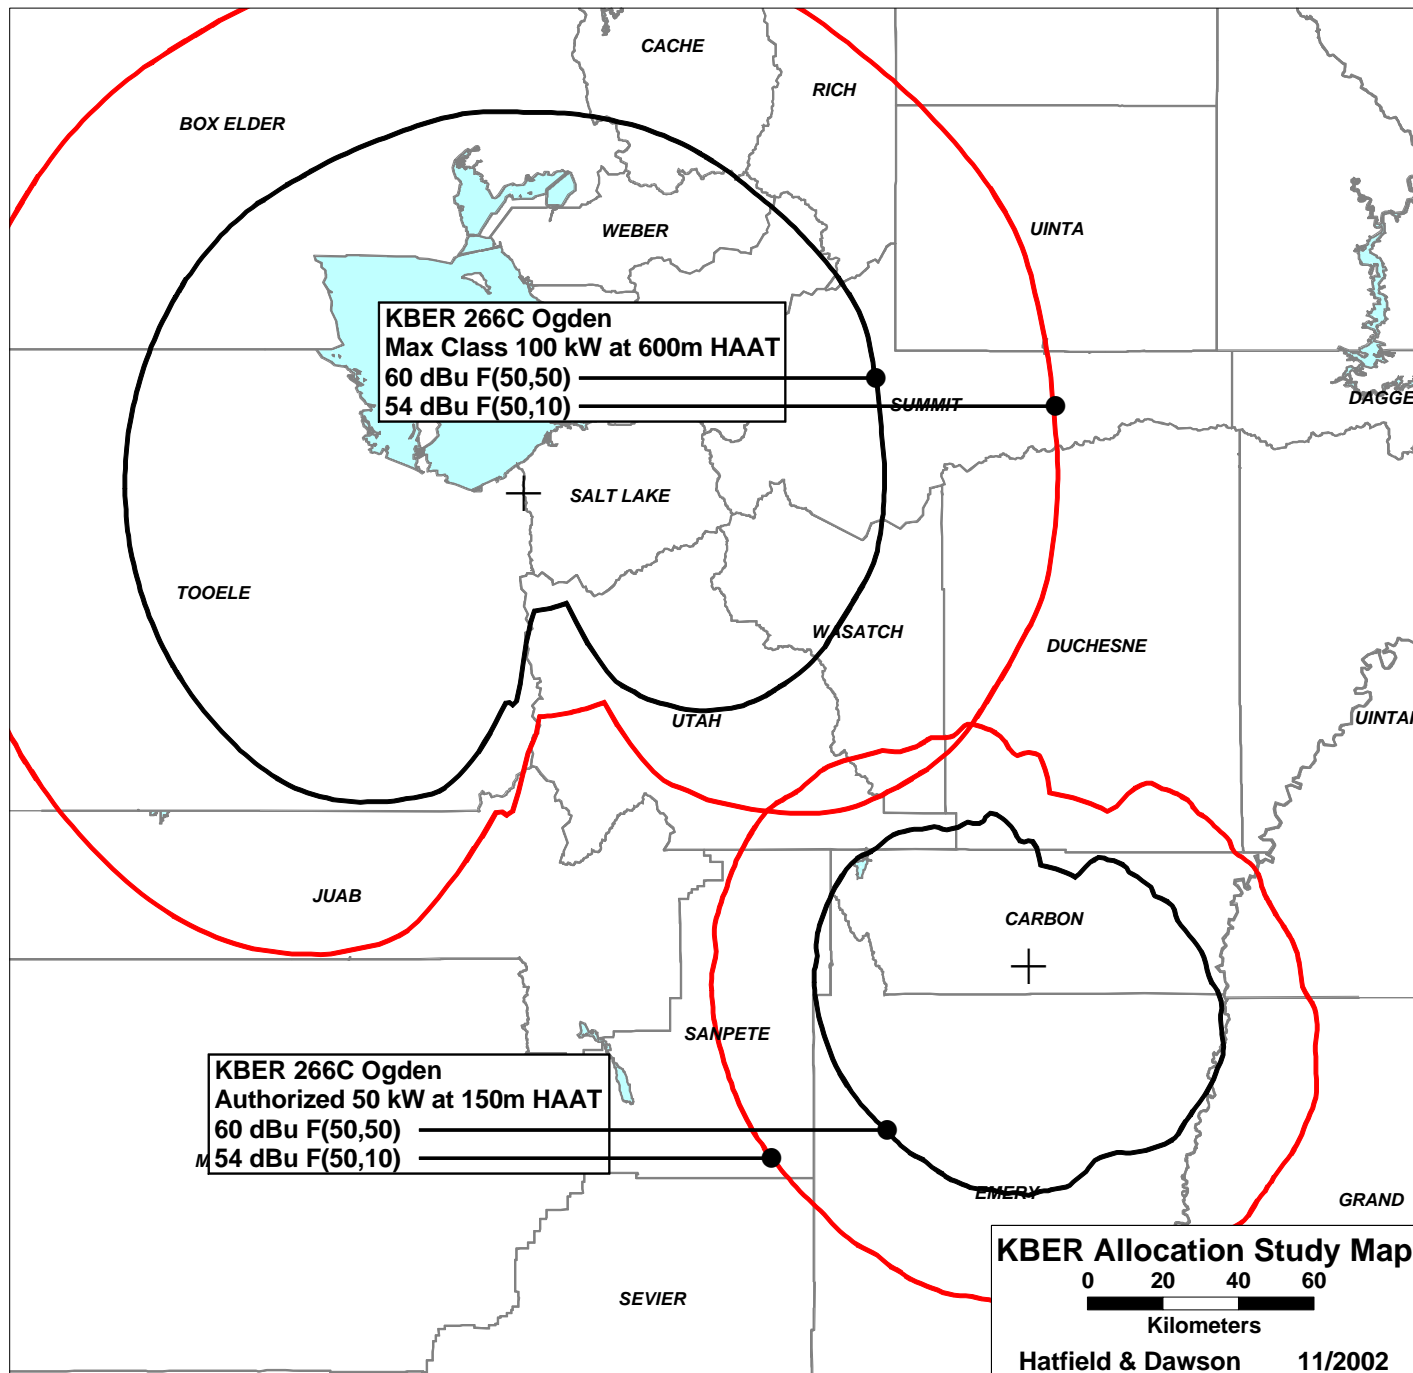 CACHE
RICH
BOX ELDER
WEBER
UINTA
KBER 266C Ogden
Max Class 100 kW at 600m HAAT
60 dBu F(50,50)
54 dBu F(50,10)
SUMMIT
DAGGE
SALT LAKE
TOOELE
WASATCH
DUCHESNE
UTAH
UINTAH
JUAB
CARBON
SANPETE
KBER 266C Ogden
Authorized 50 kW at 150m HAAT
60 dBu F(50,50)
M 54 dBu F(50,10)
EMERY
GRAND
SEVIER
KBER Allocation Study Map
0 20 40 60
Kilometers
Hatfield & Dawson 11/2002